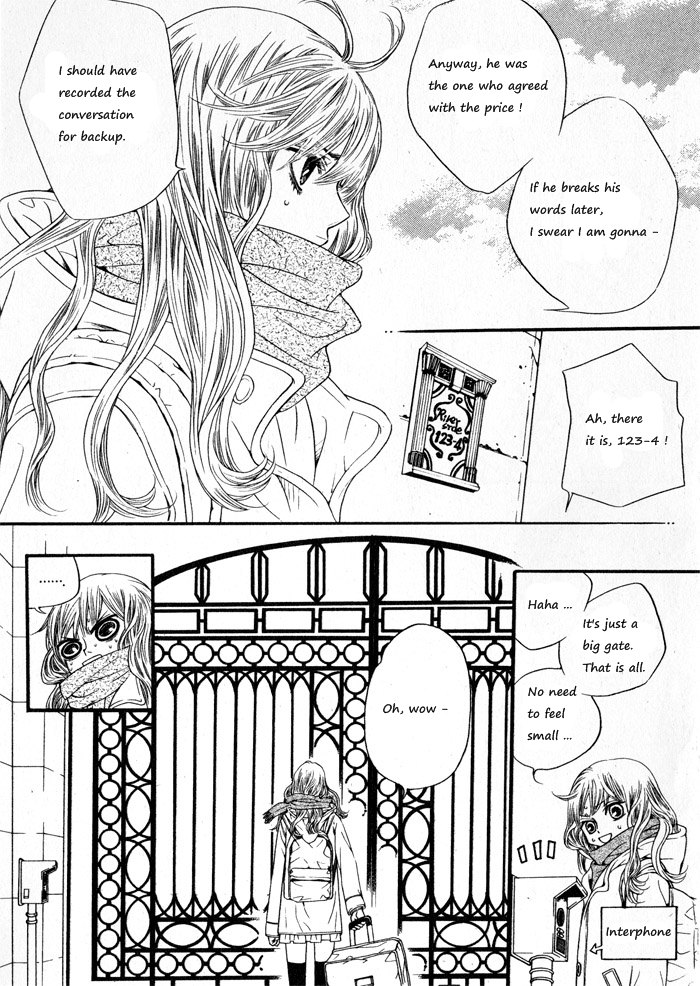 I should have
recorded the
conversation
for backup.
Anyway, he was
the one who agreed
with the price !
If he breaks his
words later,
I swear I am gonna -
River
side
123-4
Ah, there
it is, 123-4 !
.......
Oh, wow -
Haha ...
It's just a
big gate.
That is all.
No need
to feel
small ...
Interphone